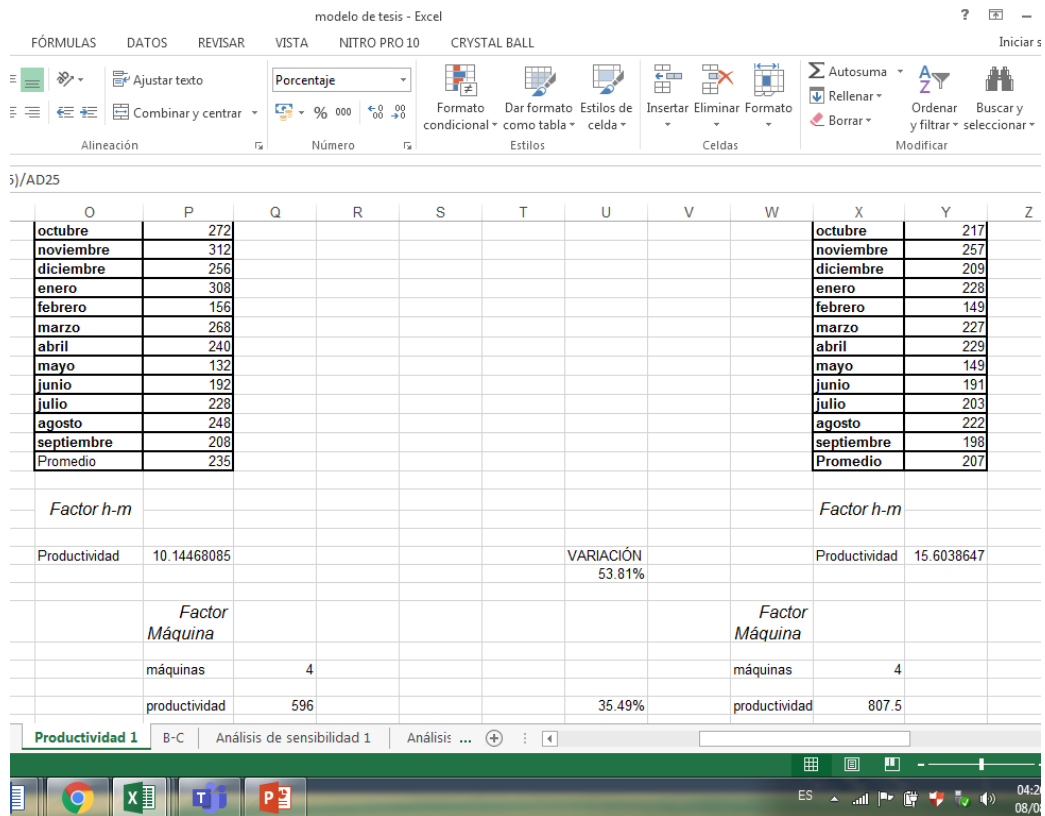 modelo de tesis - Excel
?
FÓRMULAS DATOS REVISAR VISTA NITRO PRO 10 CRYSTAL BALL Iniciar s
Ajustar texto
Combinar y centrar
Alineación
Porcentaje
% 000
Número
Formato condicional
Dar formato como tabla
Estilos de celda
Estilos
Insertar Eliminar Formato
Celdas
Autosuma
Rellenar
Borrar
Ordenar y filtrar
Buscar y seleccionar
Modificar
5)/AD25
O P Q R S T U V W X Y Z
octubre 272 octubre 217
noviembre 312 noviembre 257
diciembre 256 diciembre 209
enero 308 enero 228
febrero 156 febrero 149
marzo 268 marzo 227
abril 240 abril 229
mayo 132 mayo 149
junio 192 junio 191
julio 228 julio 203
agosto 248 agosto 222
septiembre 208 septiembre 198
Promedio 235 Promedio 207
Factor h-m Factor h-m
Productividad 10.14468085 VARIACIÓN Productividad 15.6038647
53.81%
Factor Factor
Máquina Máquina
máquinas 4 máquinas 4
productividad 596 35.49% productividad 807.5
Productividad 1 B-C Análisis de sensibilidad 1 Análisis ...
ES
04:20
08/08